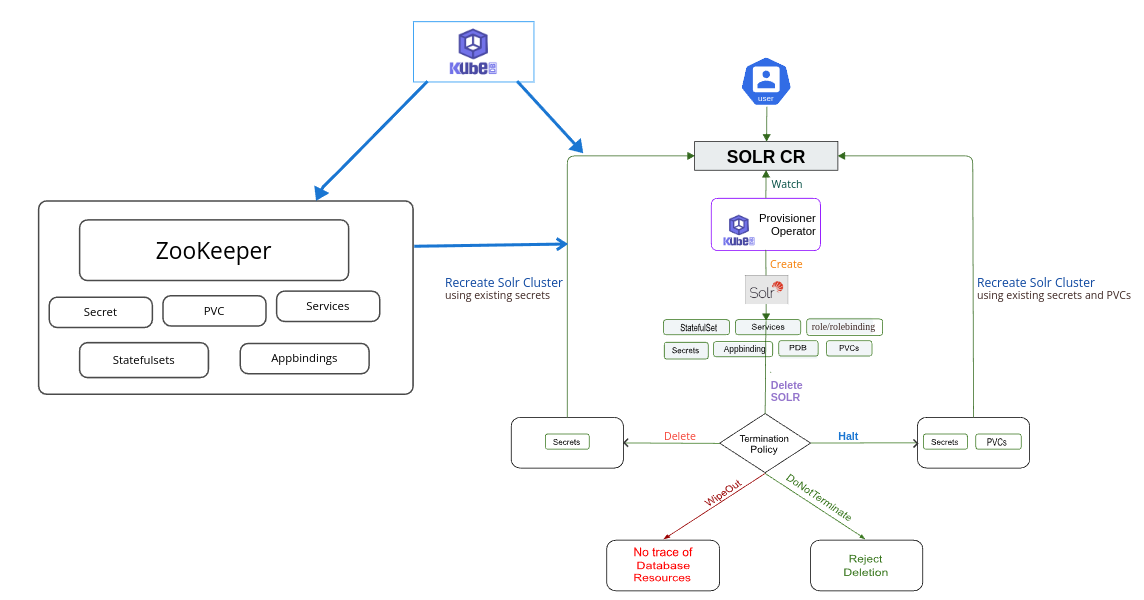 KubeDB
user
SOLR CR
Watch
Provisioner
Operator
KubeDB
Create
Solr
ZooKeeper
Secret
PVC
Services
Statefulsets
Appbindings
Recreate Solr Cluster
using existing secrets
Recreate Solr Cluster
using existing secrets and PVCs
StatefulSet
Services
role/rolebinding
Secrets
Appbinding
PDB
PVCs
Delete
SOLR
Secrets
Delete
Termination
Policy
Halt
Secrets
PVCs
WipeOut
DoNotTerminate
No trace of
Database
Resources
Reject
Deletion